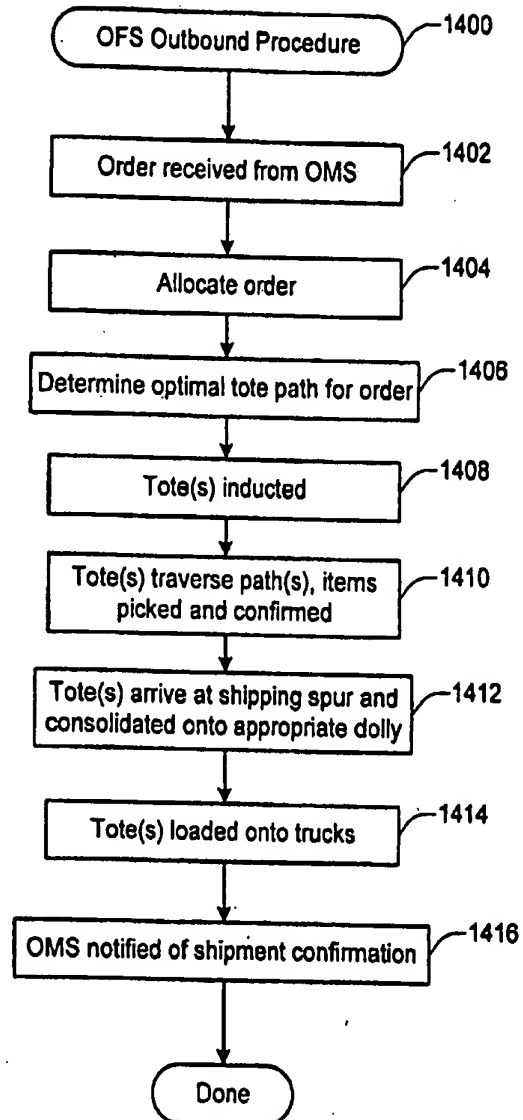 OFS Outbound Procedure
1400
Order received from OMS
1402
Allocate order
1404
Determine optimal tote path for order
1406
Tote(s) inducted
1408
Tote(s) traverse path(s), items
picked and confirmed
1410
Tote(s) arrive at shipping spur and
consolidated onto appropriate dolly
1412
Tote(s) loaded onto trucks
1414
OMS notified of shipment confirmation
1416
Done